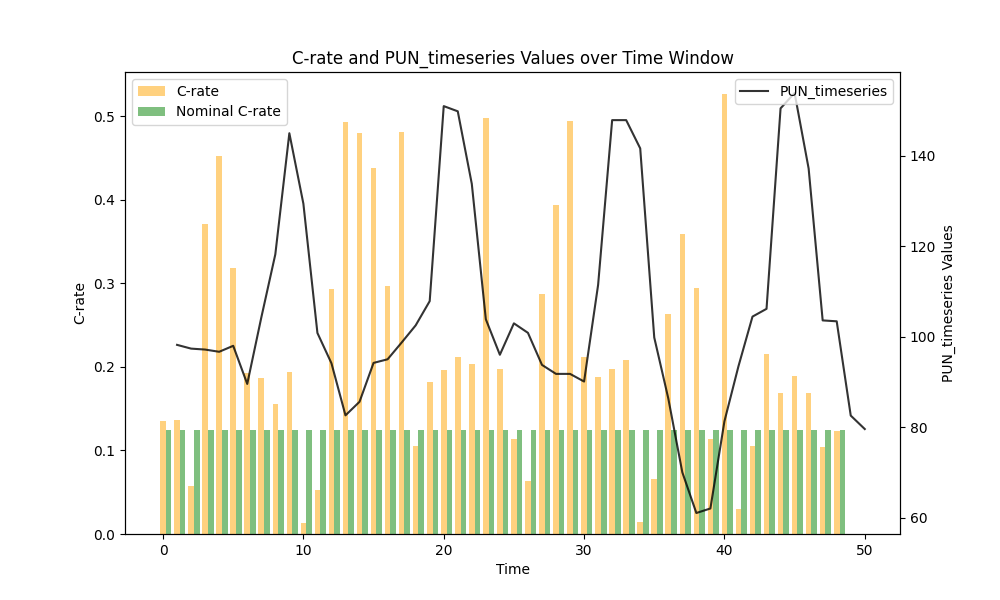 C-rate and PUN_timeseries Values over Time Window
C-rate
Nominal C-rate
PUN_timeseries
0.5
0.4
0.3
0.2
0.1
0.0
C-rate
140
120
100
80
60
PUN_timeseries Values
0 10 20 30 40 50
Time